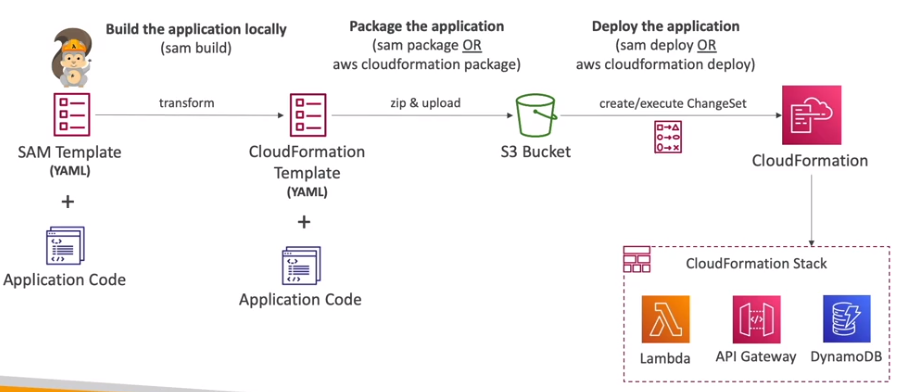 Build the application locally
(sam build)
Package the application
(sam package OR
aws cloudformation package)
Deploy the application
(sam deploy OR
aws cloudformation deploy)
transform
zip & upload
create/execute ChangeSet
SAM Template
(YAML)
+
Application Code
CloudFormation
Template
(YAML)
+
Application Code
S3 Bucket
CloudFormation
CloudFormation Stack
Lambda
API Gateway
DynamoDB